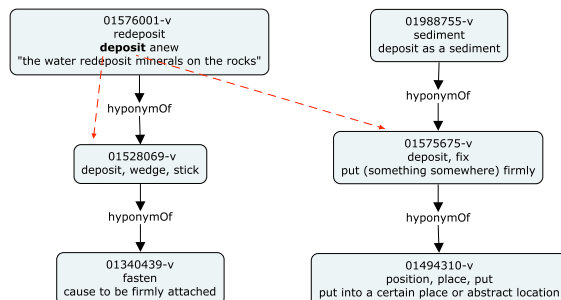 01576001-v
redeposit
deposit anew
"the water redeposit minerals on the rocks"
01988755-v
sediment
deposit as a sediment
hyponymOf
hyponymOf
01528069-v
deposit, wedge, stick
01575675-v
deposit, fix
put (something somewhere) firmly
hyponymOf
hyponymOf
01340439-v
fasten
cause to be firmly attached
01494310-v
position, place, put
put into a certain place or abstract location